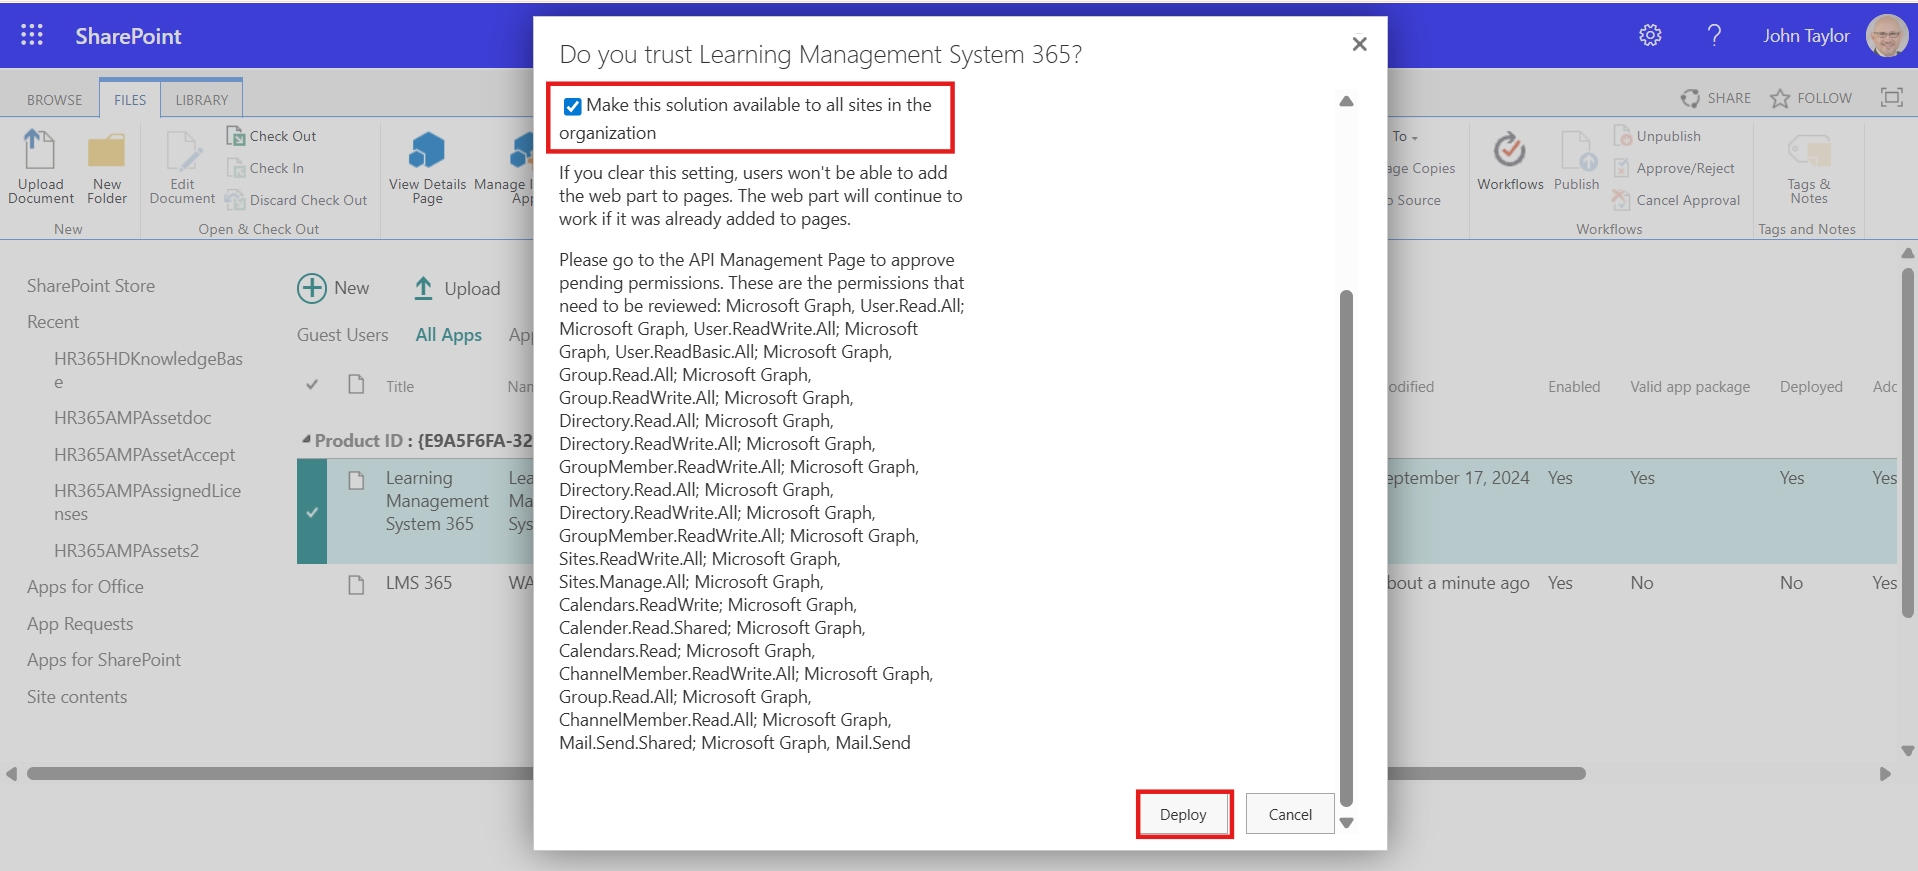 SharePoint
John Taylor
BROWSE
FILES
LIBRARY
SHARE
FOLLOW
Upload
Document
New
Folder
New
Edit
Document
Check Out
Check In
Discard Check Out
Open & Check Out
View Details
Page
Manage
To
Copies
Source
Workflows
Publish
Unpublish
Approve/Reject
Cancel Approval
Workflows
Tags &
Notes
Tags and Notes
SharePoint Store
Recent
HR365HDKnowledgeBas
e
HR365AMPAssetdoc
HR365AMPAssetAccept
HR365AMPAssignedLice
nses
HR365AMPAssets2
Apps for Office
App Requests
Apps for SharePoint
Site contents
New
Upload
Guest Users
All Apps
Title
Enabled
Valid app package
Deployed
Product ID : {E9A5F6FA-32
Learning
Management
System 365
September 17, 2024
Yes
Yes
Yes
Yes
LMS 365
about a minute ago
Yes
No
No
Yes
Do you trust Learning Management System 365?
Make this solution available to all sites in the
organization
If you clear this setting, users won't be able to add
the web part to pages. The web part will continue to
work if it was already added to pages.
Please go to the API Management Page to approve
pending permissions. These are the permissions that
need to be reviewed: Microsoft Graph, User.Read.All;
Microsoft Graph, User.ReadWrite.All; Microsoft
Graph, User.ReadBasic.All; Microsoft Graph,
Group.Read.All; Microsoft Graph,
Group.ReadWrite.All; Microsoft Graph,
Directory.Read.All; Microsoft Graph,
Directory.ReadWrite.All; Microsoft Graph,
GroupMember.ReadWrite.All; Microsoft Graph,
Directory.Read.All; Microsoft Graph,
Directory.ReadWrite.All; Microsoft Graph,
GroupMember.ReadWrite.All; Microsoft Graph,
Sites.ReadWrite.All; Microsoft Graph,
Sites.Manage.All; Microsoft Graph,
Calendars.ReadWrite; Microsoft Graph,
Calender.Read.Shared; Microsoft Graph,
Calendars.Read; Microsoft Graph,
ChannelMember.ReadWrite.All; Microsoft Graph,
Group.Read.All; Microsoft Graph,
ChannelMember.Read.All; Microsoft Graph,
Mail.Send.Shared; Microsoft Graph, Mail.Send
Deploy
Cancel